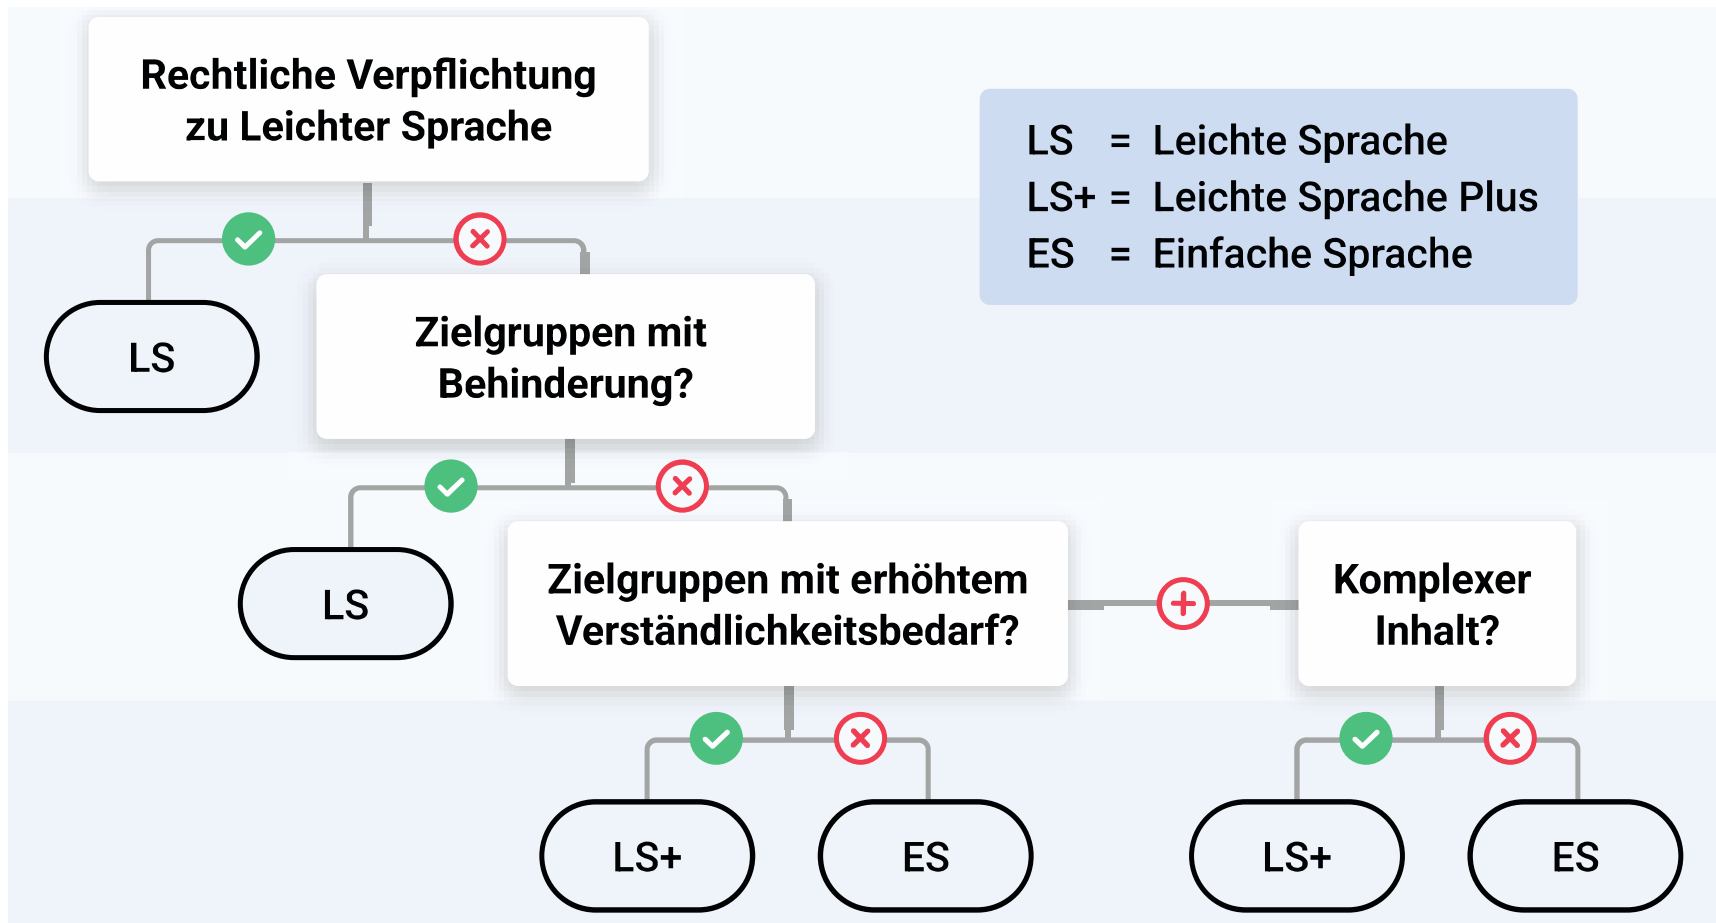 Rechtliche Verpflichtung
zu Leichter Sprache
LS = Leichte Sprache
LS+ = Leichte Sprache Plus
ES = Einfache Sprache
LS
Zielgruppen mit
Behinderung?
LS
Zielgruppen mit erhöhtem
Verständlichkeitsbedarf?
Komplexer
Inhalt?
LS+
ES
LS+
ES